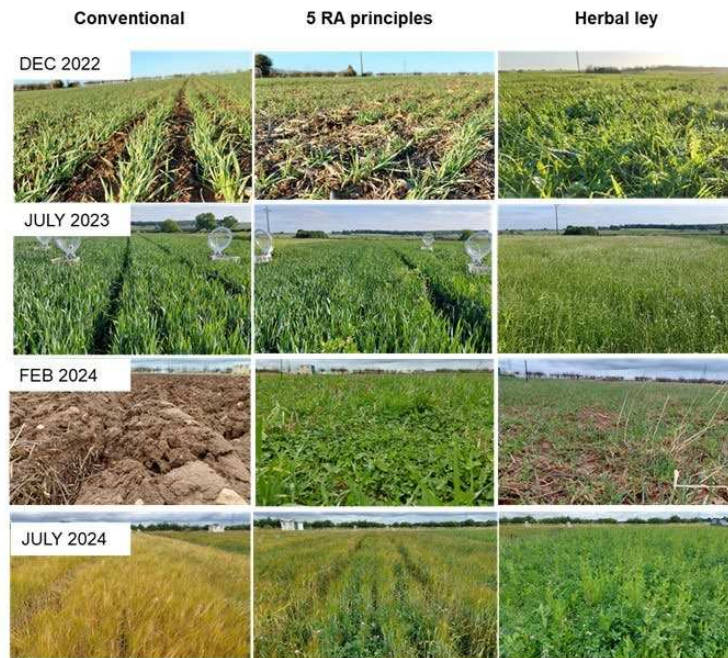 Conventional
5 RA principles
Herbal ley
DEC 2022
JULY 2023
FEB 2024
JULY 2024